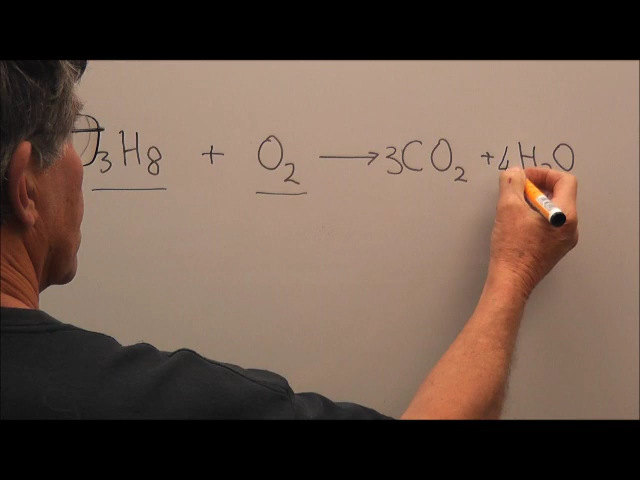 ₃H₈ + O₂ → 3CO₂ + 4H₂O